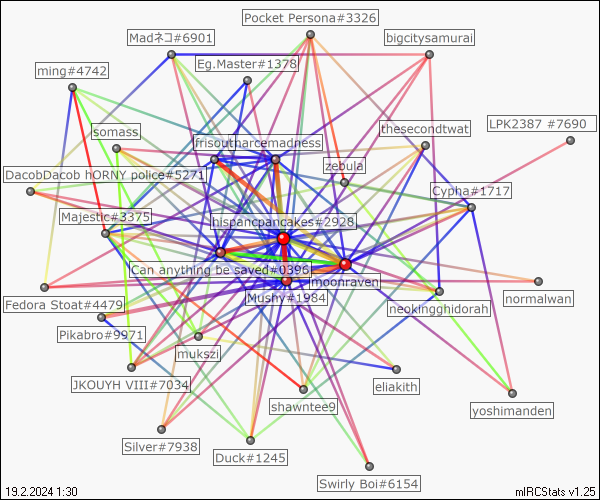 Pocket Persona#3326
Madネコ#6901
bigcitysamurai
Eg.Master#1378
ming#4742
LPK2387 #7690
somass
thesecondtwat
frisoutharcemadness
zebula
DacobDacob hORNY police#5271
Cypha#1717
Majestic#3375
hispancpancakes#2928
Can anything be saved#0396
moonraven
Mushy#1984
normalwan
Fedora Stoat#4479
neokingghidorah
Pikabro#9971
mukszi
JKOUYH VIII#7034
eliakith
shawntee9
yoshimanden
Silver#7938
Duck#1245
Swirly Boi#6154
19.2.2024 1:30
mIRCStats v1.25